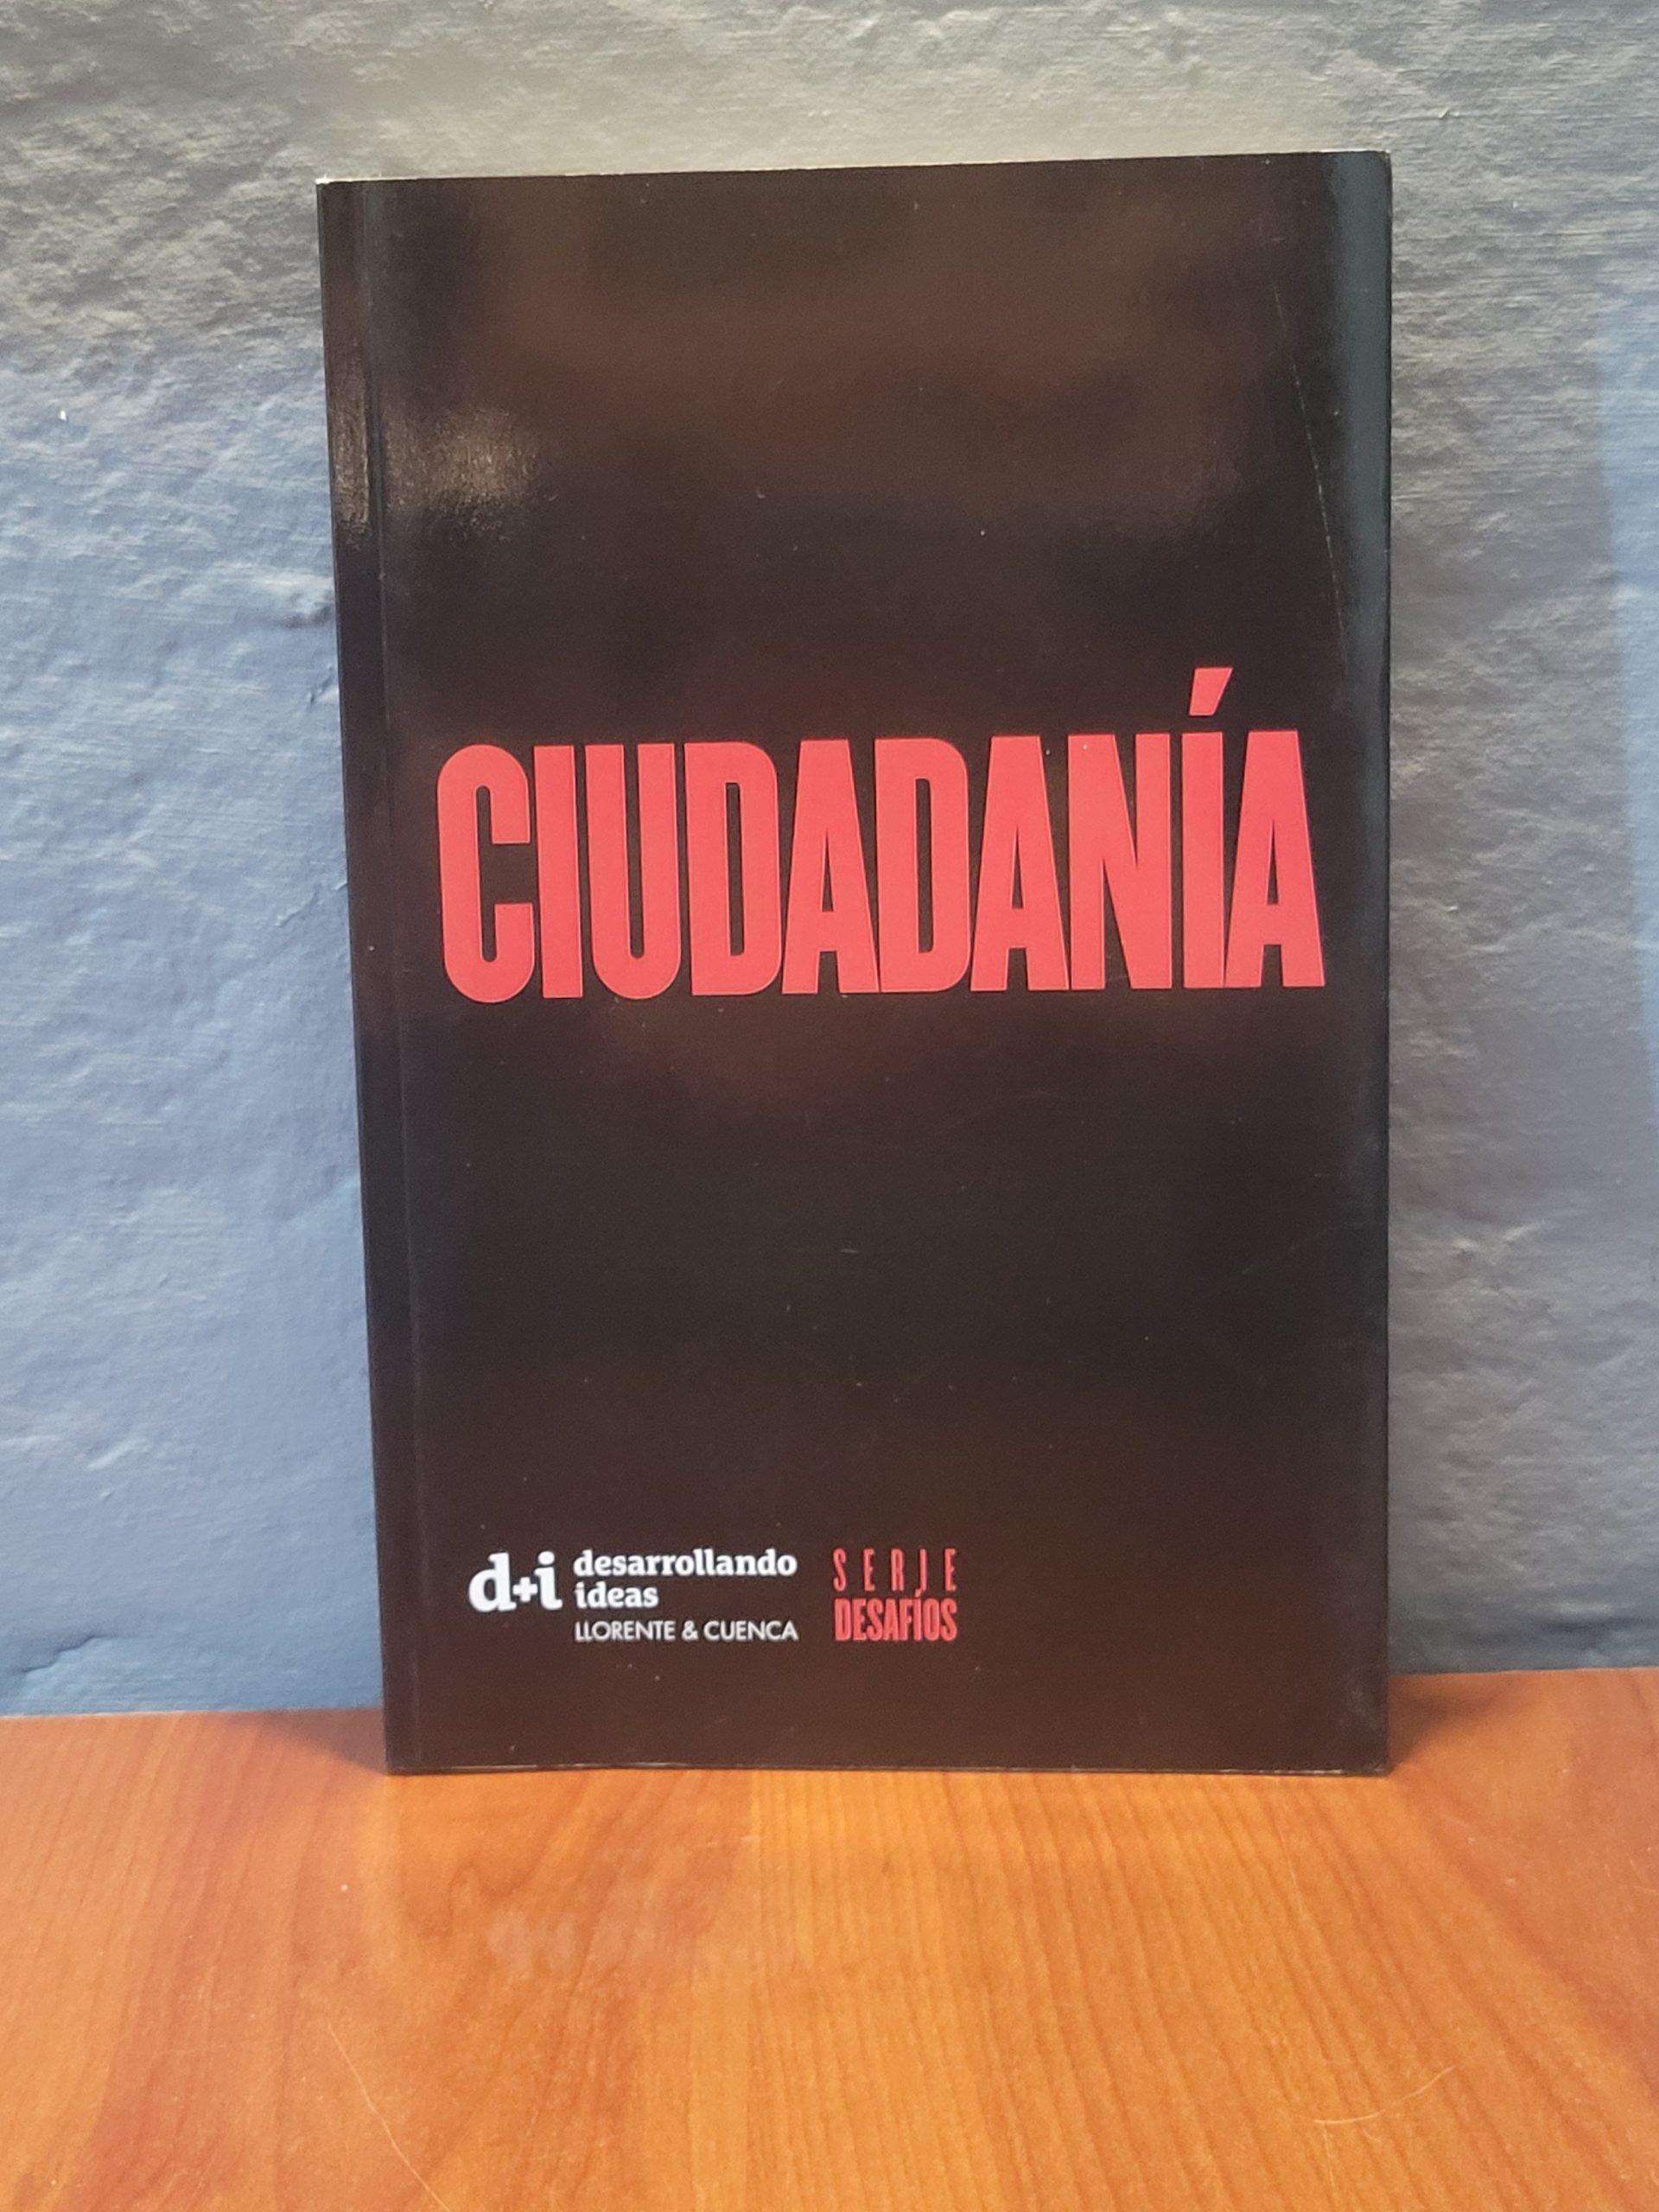 CIUDADANÍA
d+i desarrollando
ideas
LLORENTE & CUENCA
SERIE
DESAFÍOS